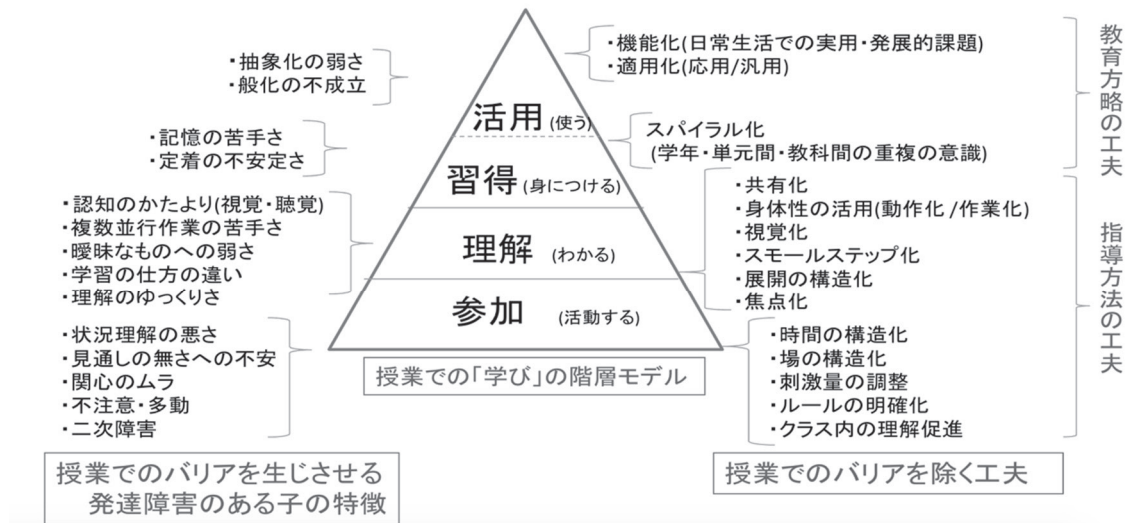 ・抽象化の弱さ
・般化の不成立
・記憶の苦手さ
・定着の不安定さ
・認知のかたより(視覚・聴覚)
・複数並行作業の苦手さ
・曖昧なものへの弱さ
・学習の仕方の違い
・理解のゆっくりさ
・状況理解の悪さ
・見通しの無さへの不安
・関心のムラ
・不注意・多動
・二次障害
授業でのバリアを生じさせる
発達障害のある子の特徴
活用(使う)
習得(身につける)
理解(わかる)
参加(活動する)
授業での「学び」の階層モデル
・機能化(日常生活での実用・発展的課題)
・適用化(応用/汎用)
スパイラル化
(学年・単元間・教科間の重複の意識)
・共有化
・身体性の活用(動作化/作業化)
・視覚化
・スモールステップ化
・展開の構造化
・焦点化
・時間の構造化
・場の構造化
・刺激量の調整
・ルールの明確化
・クラス内の理解促進
授業でのバリアを除く工夫
教育方略の工夫
指導方法の工夫